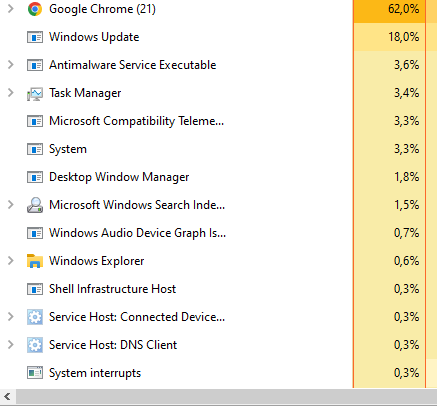 Google Chrome (21) 62,0%
Windows Update 18,0%
Antimalware Service Executable 3,6%
Task Manager 3,4%
Microsoft Compatibility Teleme... 3,3%
System 3,3%
Desktop Window Manager 1,8%
Microsoft Windows Search Inde... 1,5%
Windows Audio Device Graph Is... 0,7%
Windows Explorer 0,6%
Shell Infrastructure Host 0,3%
Service Host: Connected Device... 0,3%
Service Host: DNS Client 0,3%
System interrupts 0,3%